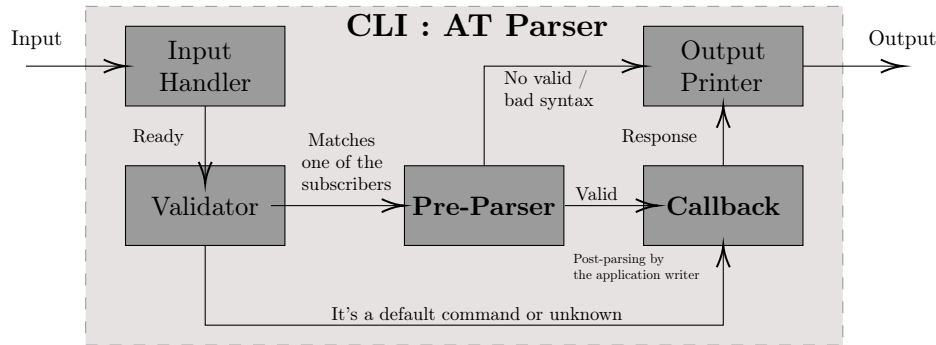 CLI : AT Parser
Input
Output
Input
Handler
Output
Printer
No valid /
bad syntax
Ready
Matches
one of the
subscribers
Response
Validator
Pre-Parser
Valid
Callback
Post-parsing by
the application writer
It's a default command or unknown